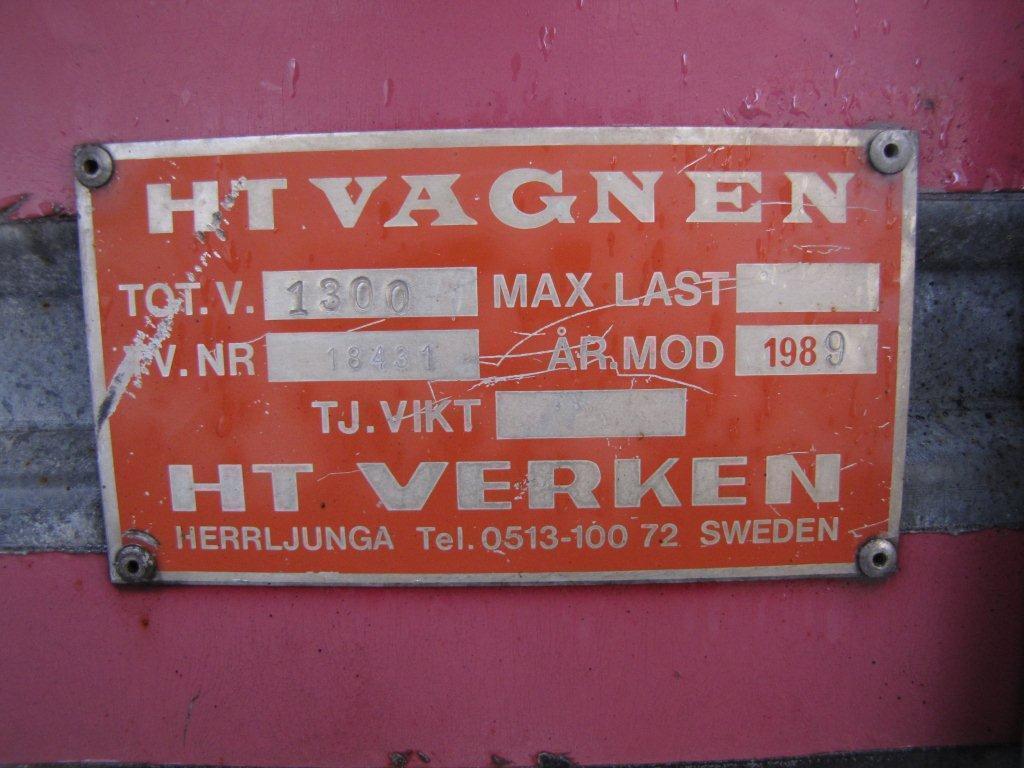 HT VAGNEN
TOT. V. 1300 MAX LAST
V. NR 18431 ÅR. MOD 1989
TJ. VIKT
HT VERKEN
HERRLJUNGA Tel. 0513-100 72 SWEDEN